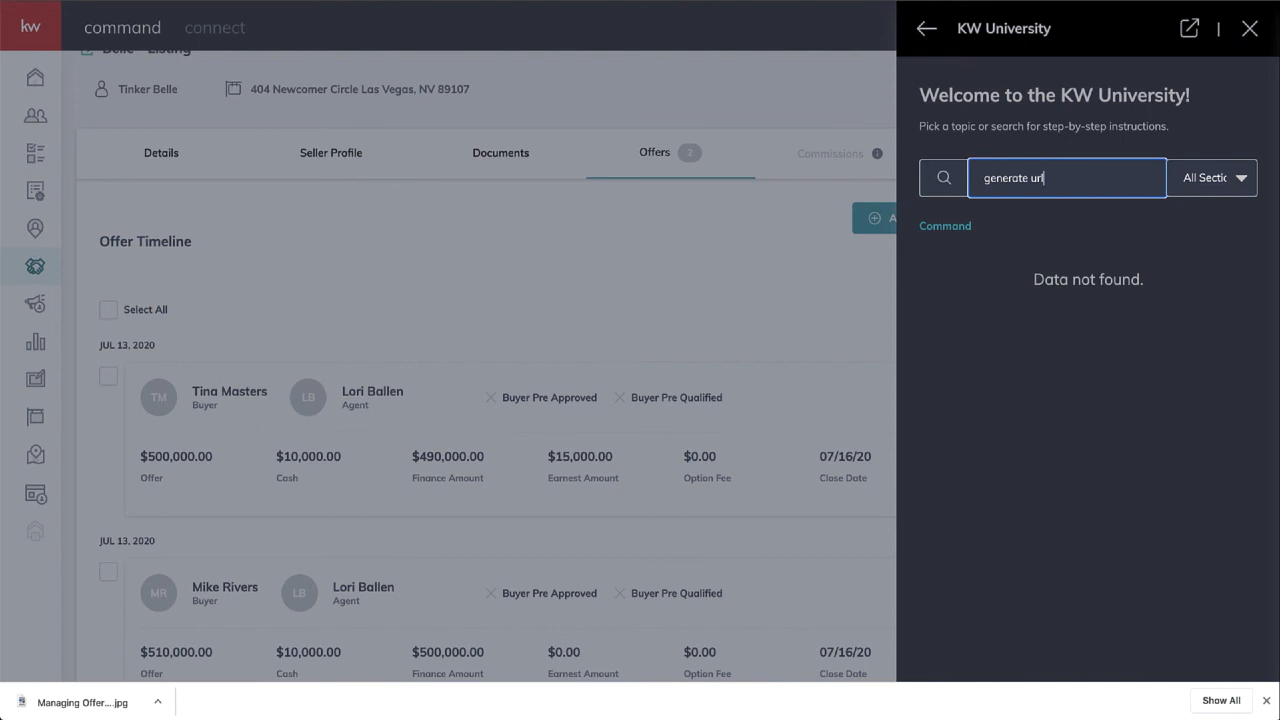 kw
command
connect
Belle - Listing
Tinker Belle
404 Newcomer Circle Las Vegas, NV 89107
Details
Seller Profile
Documents
Offers 2
Commissions
Offer Timeline
A
Select All
JUL 13, 2020
TM
Tina Masters
Buyer
LB
Lori Ballen
Agent
Buyer Pre Approved
Buyer Pre Qualified
$500,000.00
Offer
$10,000.00
Cash
$490,000.00
Finance Amount
$15,000.00
Earnest Amount
$0.00
Option Fee
07/16/20
Close Date
JUL 13, 2020
MR
Mike Rivers
Buyer
LB
Lori Ballen
Agent
Buyer Pre Approved
Buyer Pre Qualified
$510,000.00
Offer
$10,000.00
Cash
$500,000.00
Finance Amount
$0.00
Earnest Amount
$0.00
Option Fee
07/16/20
Close Date
KW University
Welcome to the KW University!
Pick a topic or search for step-by-step instructions.
generate url
All Sectic
Command
Data not found.
Managing Offer....jpg
Show All